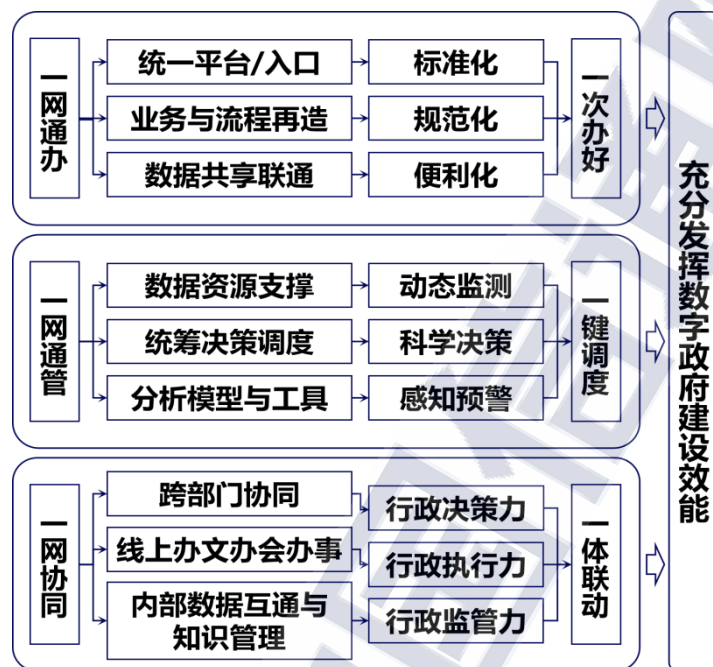 一网通办
统一平台/入口
标准化
业务与流程再造
规范化
数据共享联通
便利化
一次办好
一网通管
数据资源支撑
动态监测
统筹决策调度
科学决策
分析模型与工具
感知预警
一键调度
一网协同
跨部门协同
行政决策力
线上办文办会办事
行政执行力
内部数据互通与
知识管理
行政监管力
一体联动
充分发挥数字政府建设效能